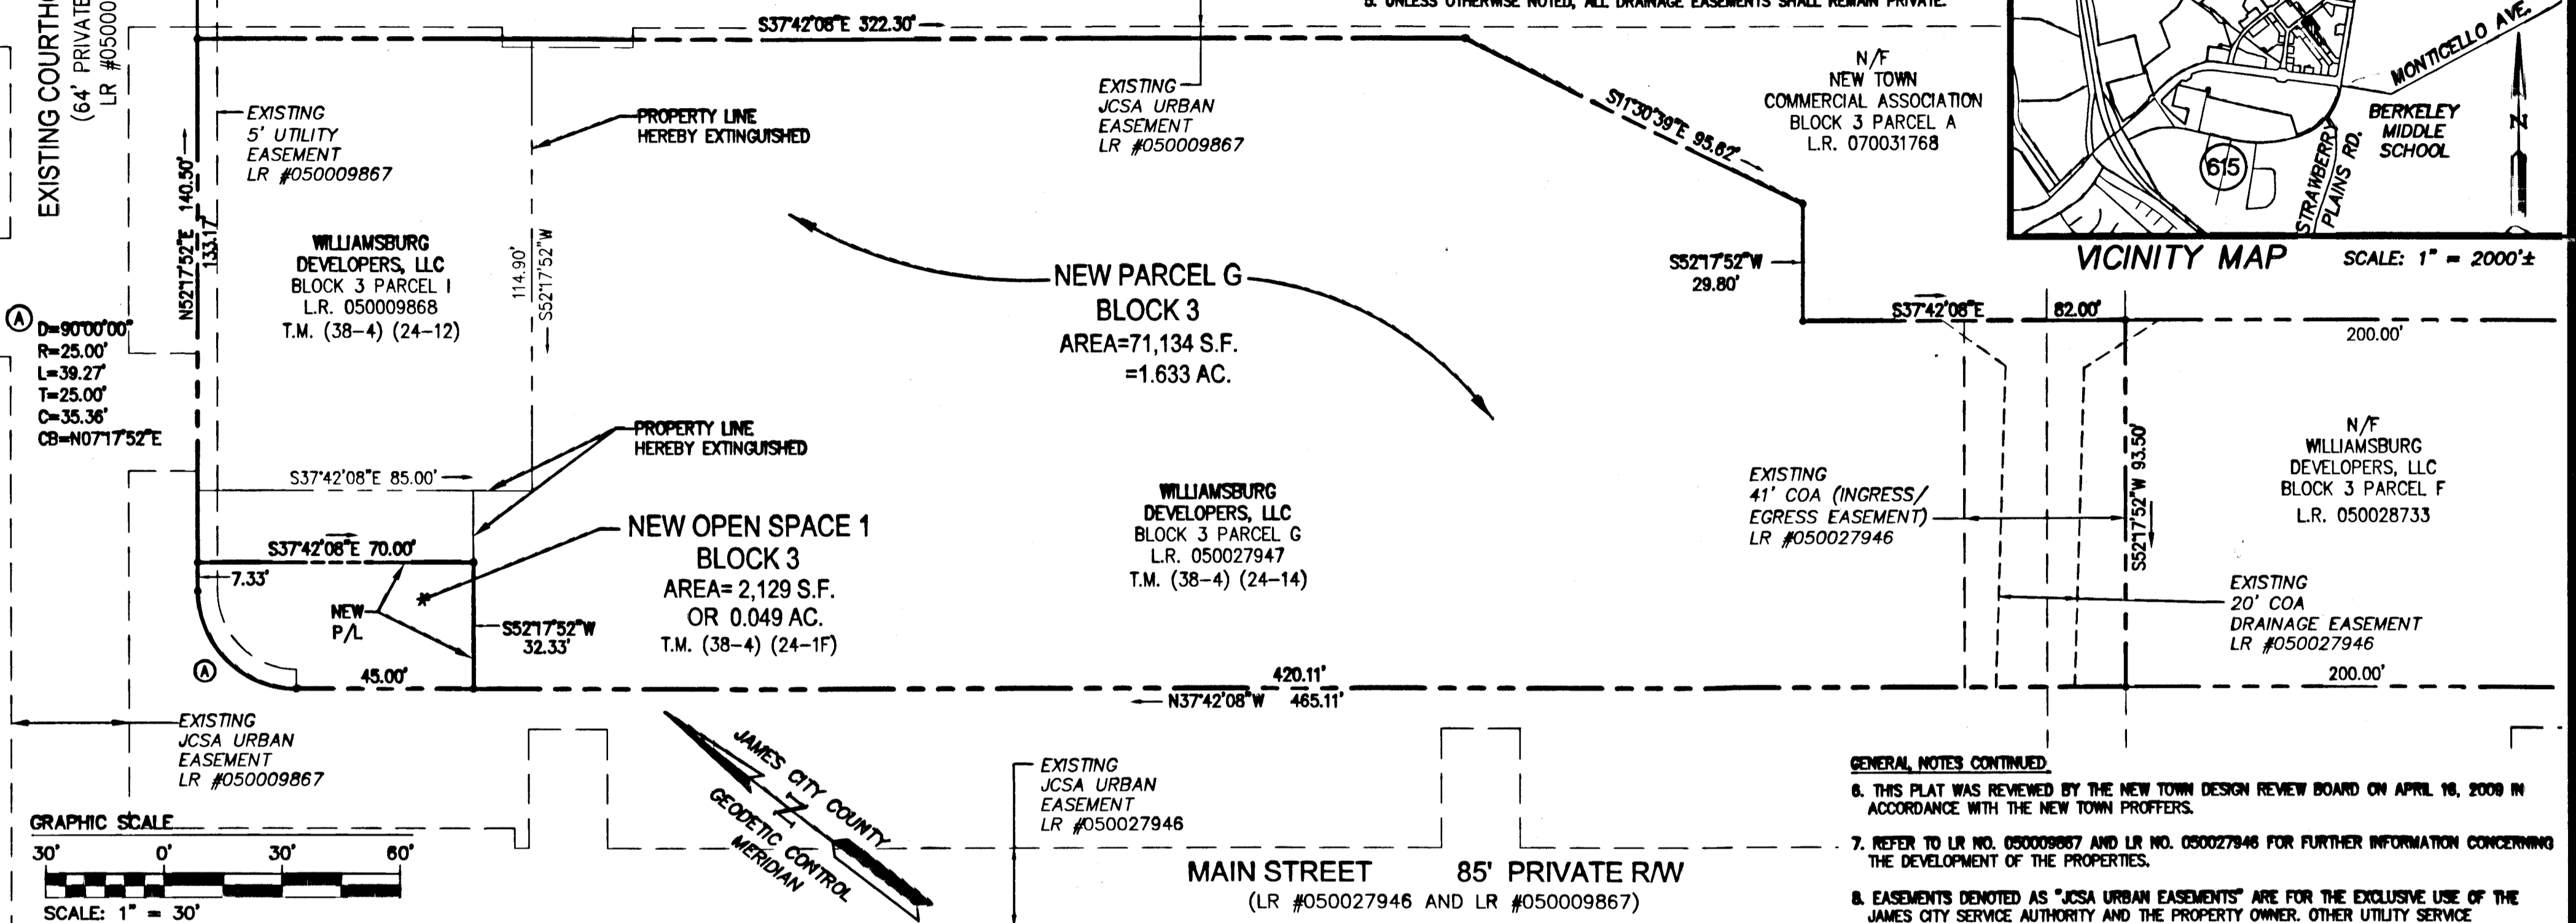 EXISTING COURTHO
(64' PRIVATE
LR #05000
S37°42'08"E 322.30'
5. UNLESS OTHERWISE NOTED, ALL DRAINAGE EASEMENTS SHALL REMAIN PRIVATE.
EXISTING
5' UTILITY
EASEMENT
LR #050009867
N52°17'52"E 140.50'
133.17'
PROPERTY LINE
HEREBY EXTINGUISHED
EXISTING
JCSA URBAN
EASEMENT
LR #050009867
S11°30'39"E 95.62'
N/F
NEW TOWN
COMMERCIAL ASSOCIATION
BLOCK 3 PARCEL A
L.R. 070031768
MONTICELLO AVE.
BERKELEY
MIDDLE
SCHOOL
STRAWBERRY
PLAINS RD.
615
N
VICINITY MAP
SCALE: 1" = 2000'±
WILLIAMSBURG
DEVELOPERS, LLC
BLOCK 3 PARCEL I
L.R. 050009868
T.M. (38-4) (24-12)
114.90'
S52°17'52"W
NEW PARCEL G
BLOCK 3
AREA=71,134 S.F.
=1.633 AC.
S52°17'52"W
29.80'
S37°42'08"E 82.00'
200.00'
A
D=90°00'00"
R=25.00'
L=39.27'
T=25.00'
C=35.36'
CB=N07°17'52"E
PROPERTY LINE
HEREBY EXTINGUISHED
S37°42'08"E 85.00'
NEW OPEN SPACE 1
BLOCK 3
AREA= 2,129 S.F.
OR 0.049 AC.
T.M. (38-4) (24-1F)
S37°42'08"E 70.00'
7.33'
NEW
P/L
*
S52°17'52"W
32.33'
A
45.00'
WILLIAMSBURG
DEVELOPERS, LLC
BLOCK 3 PARCEL G
L.R. 050027947
T.M. (38-4) (24-14)
EXISTING
41' COA (INGRESS/
EGRESS EASEMENT)
LR #050027946
S52°17'52"W 93.50'
N/F
WILLIAMSBURG
DEVELOPERS, LLC
BLOCK 3 PARCEL F
L.R. 050028733
EXISTING
20' COA
DRAINAGE EASEMENT
LR #050027946
420.11'
N37°42'08"W 465.11'
200.00'
EXISTING
JCSA URBAN
EASEMENT
LR #050009867
JAMES CITY COUNTY
N
GEODETIC CONTROL
MERIDIAN
EXISTING
JCSA URBAN
EASEMENT
LR #050027946
GRAPHIC SCALE
30' 0' 30' 60'
SCALE: 1" = 30'
MAIN STREET 85' PRIVATE R/W
(LR #050027946 AND LR #050009867)
GENERAL NOTES CONTINUED
6. THIS PLAT WAS REVIEWED BY THE NEW TOWN DESIGN REVIEW BOARD ON APRIL 16, 2009 IN
ACCORDANCE WITH THE NEW TOWN PROFFERS.
7. REFER TO LR NO. 050009867 AND LR NO. 050027946 FOR FURTHER INFORMATION CONCERNING
THE DEVELOPMENT OF THE PROPERTIES.
8. EASEMENTS DENOTED AS "JCSA URBAN EASEMENTS" ARE FOR THE EXCLUSIVE USE OF THE
JAMES CITY SERVICE AUTHORITY AND THE PROPERTY OWNER. OTHER UTILITY SERVICE